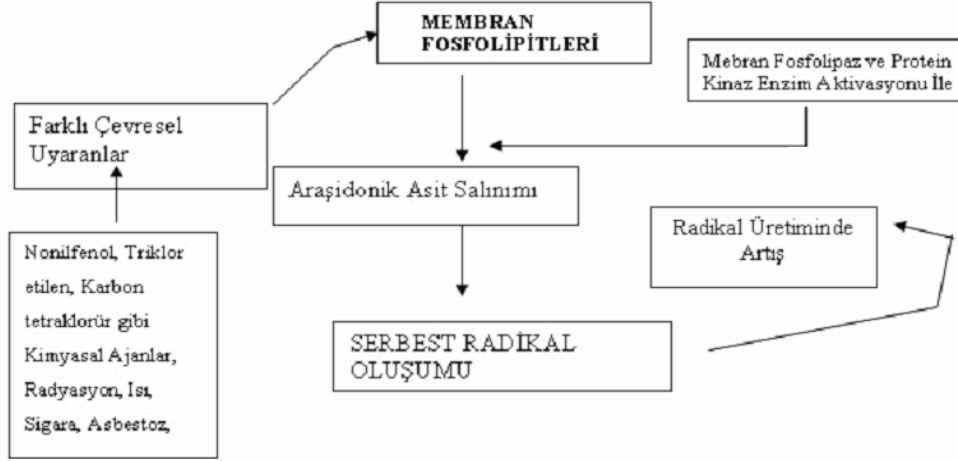 MEMBRAN
FOSFOLİPİTLERİ
Mebran Fosfolipaz ve Protein
Kinaz Enzim Aktivasyonu İle
Farklı Çevresel
Uyaranlar
Araşidonik Asit Salınımı
Radikal Üretiminde
Artış
Nonilfenol, Triklor
etilen, Karbon
tetraklorür gibi
Kimyasal Ajanlar,
Radyasyon, Isı,
Sigara, Asbestoz,
SERBEST RADİKAL
OLUŞUMU